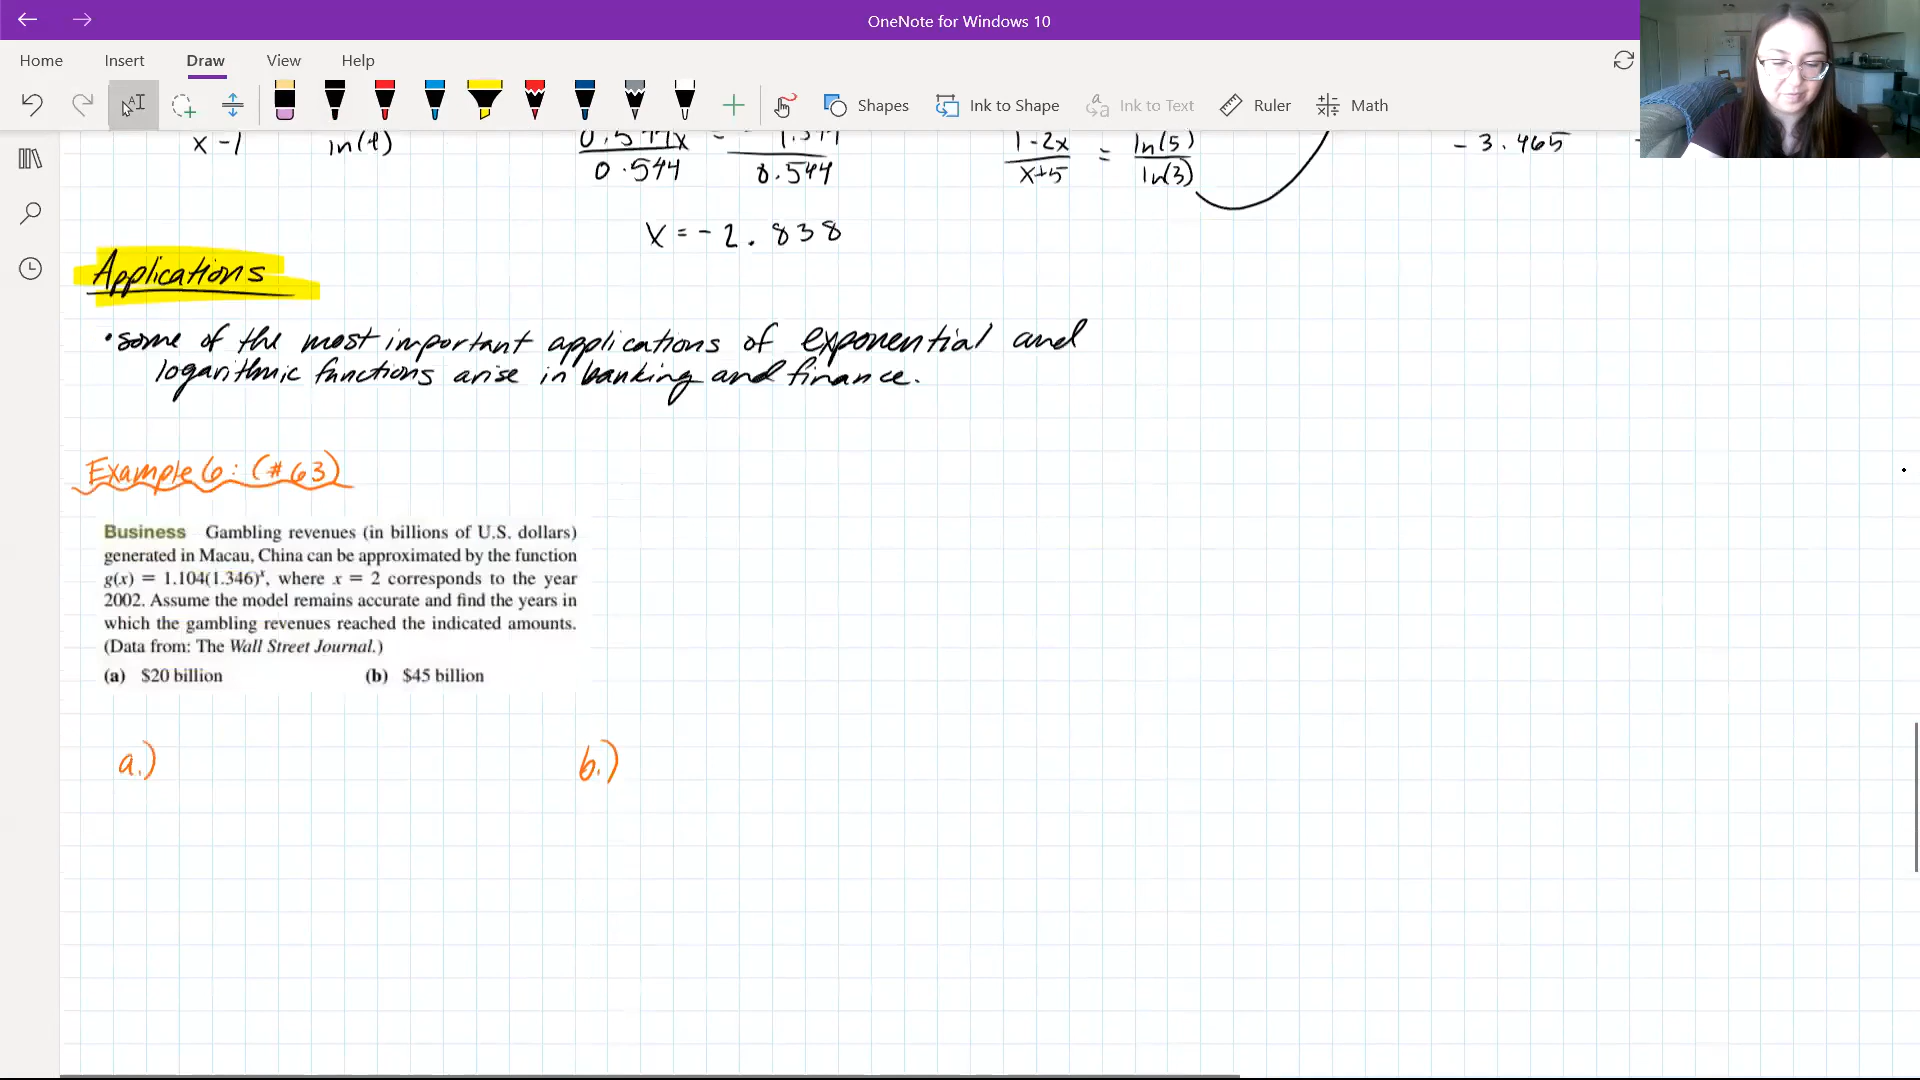 OneNote for Windows 10
Home Insert Draw View Help
Shapes Ink to Shape Ink to Text Ruler Math
x-1 ln(4)
0.544x
0.544 0.544
x = -2.838
1-2x = ln(5)
x+5 ln(3)
-3.465
Applications
• some of the most important applications of exponential and
logarithmic functions arise in banking and finance.
Example 6: (#63)
Business Gambling revenues (in billions of U.S. dollars)
generated in Macau, China can be approximated by the function
g(x) = 1.104(1.346)ˣ, where x = 2 corresponds to the year
2002. Assume the model remains accurate and find the years in
which the gambling revenues reached the indicated amounts.
(Data from: The Wall Street Journal.)
(a) $20 billion (b) $45 billion
a.) b.)